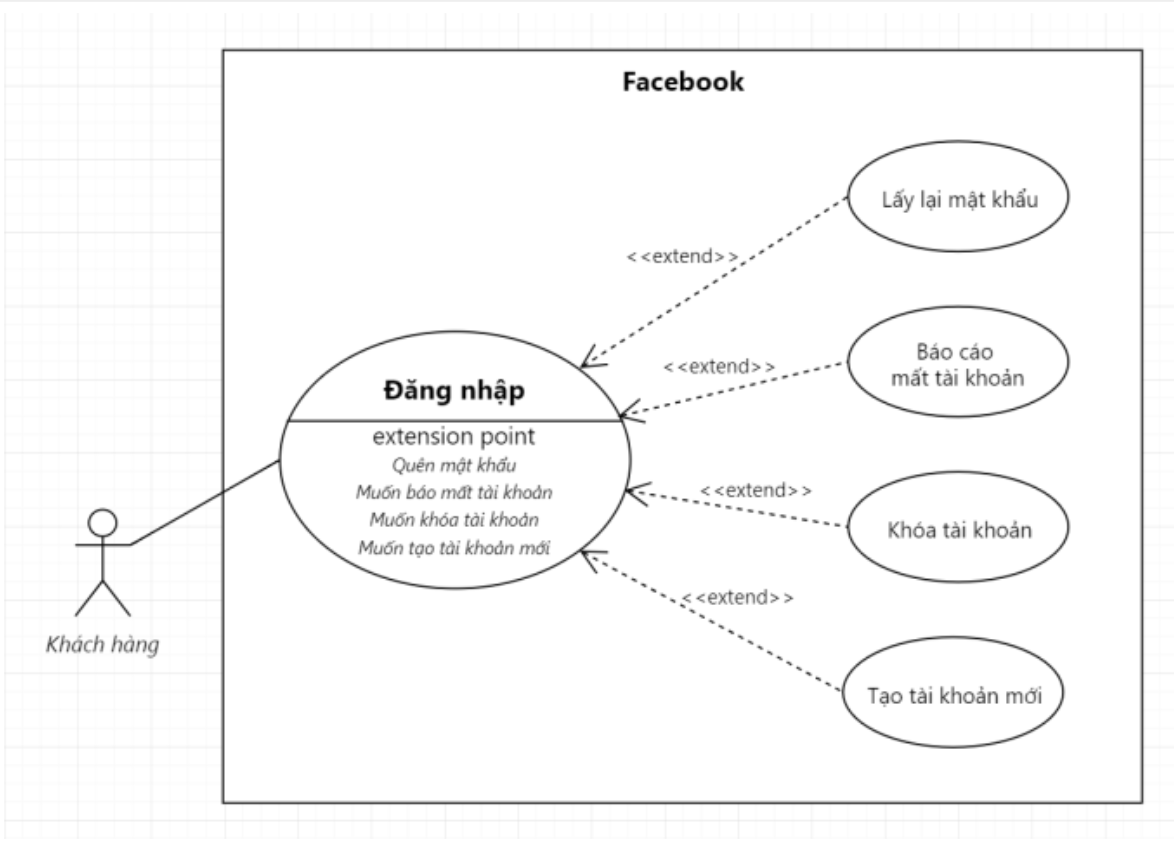 Facebook
Lấy lại mật khẩu
<<extend>>
Báo cáo
mất tài khoản
<<extend>>
Đăng nhập
extension point
Quên mật khẩu
Muốn báo mất tài khoản
Muốn khóa tài khoản
Muốn tạo tài khoản mới
<<extend>>
Khóa tài khoản
<<extend>>
Tạo tài khoản mới
Khách hàng